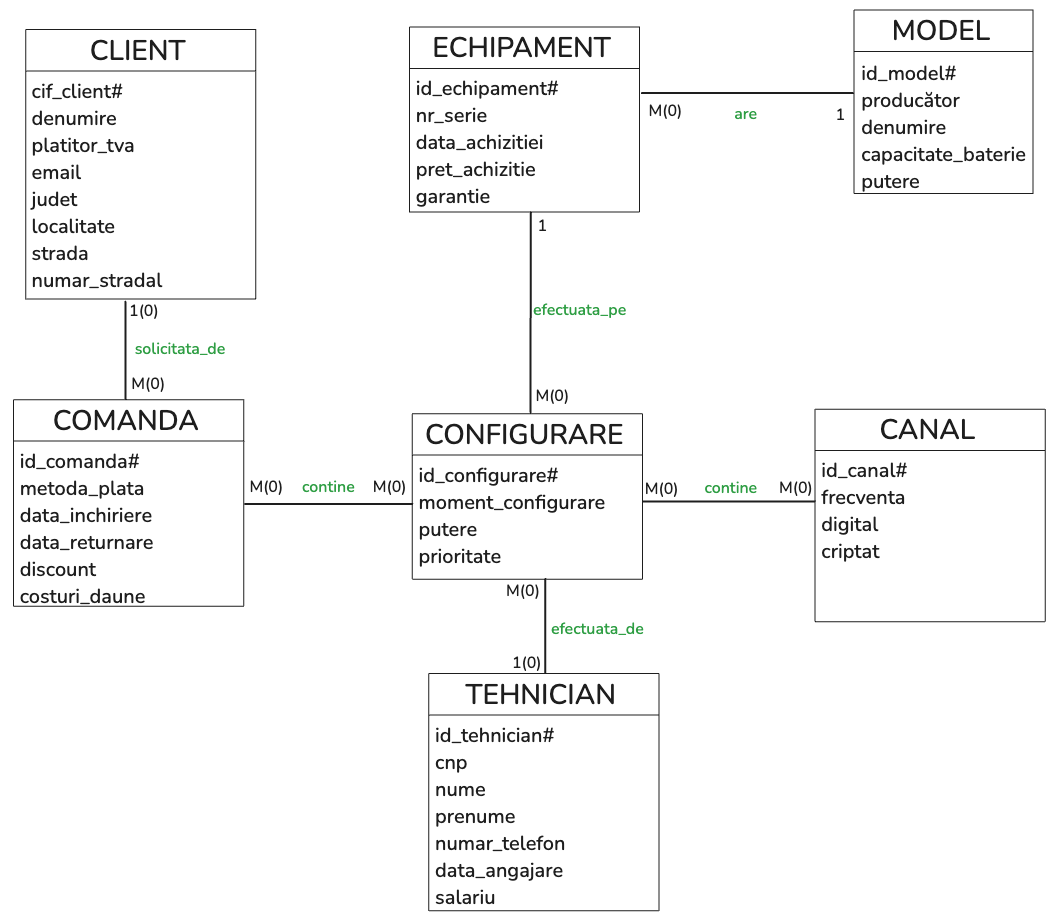 CLIENT
cif_client#
denumire
platitor_tva
email
judet
localitate
strada
numar_stradal
ECHIPAMENT
id_echipament#
nr_serie
data_achizitiei
pret_achizitie
garantie
MODEL
id_model#
producător
denumire
capacitate_baterie
putere
M(0)
are
1
1
efectuata_pe
M(0)
1(0)
solicitata_de
M(0)
COMANDA
id_comanda#
metoda_plata
data_inchiriere
data_returnare
discount
costuri_daune
M(0)
contine
M(0)
CONFIGURARE
id_configurare#
moment_configurare
putere
prioritate
M(0)
contine
M(0)
CANAL
id_canal#
frecventa
digital
criptat
M(0)
efectuata_de
1(0)
TEHNICIAN
id_tehnician#
cnp
nume
prenume
numar_telefon
data_angajare
salariu